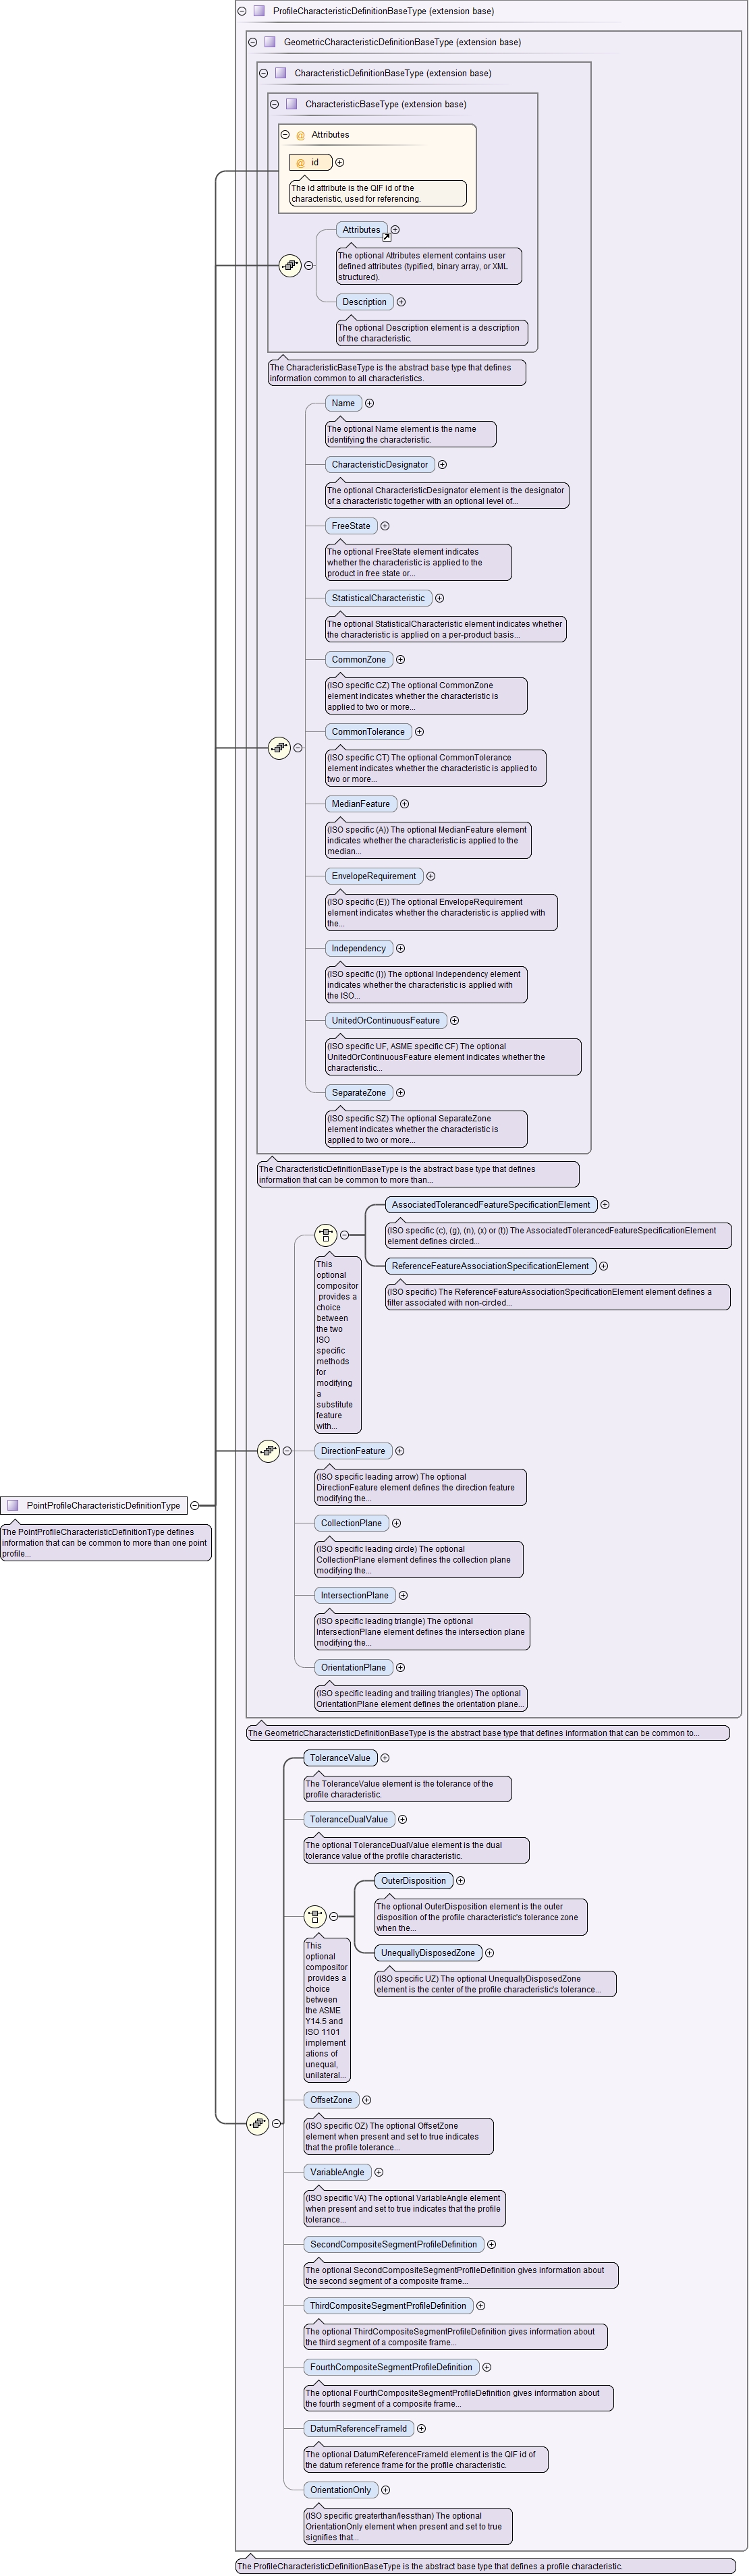 ProfileCharacteristicDefinitionBaseType (extension base)
GeometricCharacteristicDefinitionBaseType (extension base)
CharacteristicDefinitionBaseType (extension base)
CharacteristicBaseType (extension base)
@ Attributes
@ id
The id attribute is the QIF id of the
characteristic, used for referencing.
Attributes
The optional Attributes element contains user
defined attributes (typified, binary array, or XML
structured).
Description
The optional Description element is a description
of the characteristic.
The CharacteristicBaseType is the abstract base type that defines
information common to all characteristics.
Name
The optional Name element is the name
identifying the characteristic.
CharacteristicDesignator
The optional CharacteristicDesignator element is the designator
of a characteristic together with an optional level of...
FreeState
The optional FreeState element indicates
whether the characteristic is applied to the
product in free state or...
StatisticalCharacteristic
The optional StatisticalCharacteristic element indicates whether
the characteristic is applied on a per-product basis...
CommonZone
(ISO specific CZ) The optional CommonZone
element indicates whether the characteristic is
applied to two or more...
CommonTolerance
(ISO specific CT) The optional CommonTolerance
element indicates whether the characteristic is applied to
two or more...
MedianFeature
(ISO specific (A)) The optional MedianFeature element
indicates whether the characteristic is applied to the
median...
EnvelopeRequirement
(ISO specific (E)) The optional EnvelopeRequirement
element indicates whether the characteristic is applied with
the...
Independency
(ISO specific (I)) The optional Independency element
indicates whether the characteristic is applied with
the ISO...
UnitedOrContinuousFeature
(ISO specific UF, ASME specific CF) The optional
UnitedOrContinuousFeature element indicates whether the
characteristic...
SeparateZone
(ISO specific SZ) The optional SeparateZone
element indicates whether the characteristic is
applied to two or more...
The CharacteristicDefinitionBaseType is the abstract base type that defines
information that can be common to more than...
AssociatedTolerancedFeatureSpecificationElement
(ISO specific (c), (g), (n), (x) or (t)) The AssociatedTolerancedFeatureSpecificationElement
element defines circled...
ReferenceFeatureAssociationSpecificationElement
(ISO specific) The ReferenceFeatureAssociationSpecificationElement element defines a
filter associated with non-circled...
This
optional
compositor
provides a
choice
between
the two
ISO
specific
methods
for
modifying
a
substitute
feature
with...
DirectionFeature
(ISO specific leading arrow) The optional
DirectionFeature element defines the direction feature
modifying the...
CollectionPlane
(ISO specific leading circle) The optional
CollectionPlane element defines the collection plane
modifying the...
IntersectionPlane
(ISO specific leading triangle) The optional
IntersectionPlane element defines the intersection plane
modifying the...
OrientationPlane
(ISO specific leading and trailing triangles) The optional
OrientationPlane element defines the orientation plane...
The GeometricCharacteristicDefinitionBaseType is the abstract base type that defines information that can be common to...
PointProfileCharacteristicDefinitionType
The PointProfileCharacteristicDefinitionType defines
information that can be common to more than one point
profile...
ToleranceValue
The ToleranceValue element is the tolerance of the
profile characteristic.
ToleranceDualValue
The optional ToleranceDualValue element is the dual
tolerance value of the profile characteristic.
OuterDisposition
The optional OuterDisposition element is the outer
disposition of the profile characteristic's tolerance zone
when the...
UnequallyDisposedZone
(ISO specific UZ) The optional UnequallyDisposedZone
element is the center of the profile characteristic's tolerance...
This
optional
compositor
provides a
choice
between
the ASME
Y14.5 and
ISO 1101
implement
ations of
unequal,
unilateral...
OffsetZone
(ISO specific OZ) The optional OffsetZone
element when present and set to true indicates
that the profile tolerance...
VariableAngle
(ISO specific VA) The optional VariableAngle element
when present and set to true indicates that the profile
tolerance...
SecondCompositeSegmentProfileDefinition
The optional SecondCompositeSegmentProfileDefinition gives information about
the second segment of a composite frame...
ThirdCompositeSegmentProfileDefinition
The optional ThirdCompositeSegmentProfileDefinition gives information about
the third segment of a composite frame...
FourthCompositeSegmentProfileDefinition
The optional FourthCompositeSegmentProfileDefinition gives information about
the fourth segment of a composite frame...
DatumReferenceFrameId
The optional DatumReferenceFrameId element is the QIF id of
the datum reference frame for the profile characteristic.
OrientationOnly
(ISO specific greaterthan/lessthan) The optional
OrientationOnly element when present and set to true
signifies that...
The ProfileCharacteristicDefinitionBaseType is the abstract base type that defines a profile characteristic.